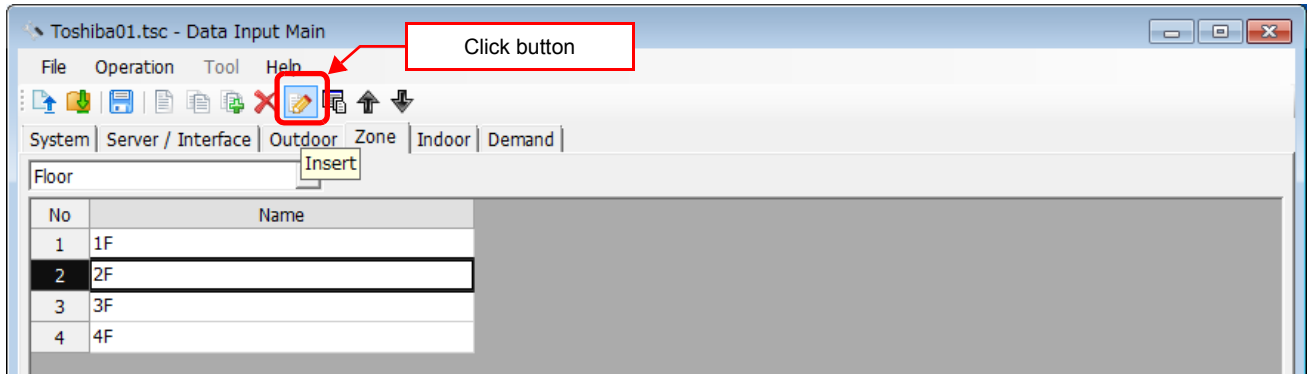 Toshiba01.tsc - Data Input Main
Click button
File Operation Tool Help
System Server / Interface Outdoor Zone Indoor Demand
Insert
Floor
No Name
1 1F
2 2F
3 3F
4 4F